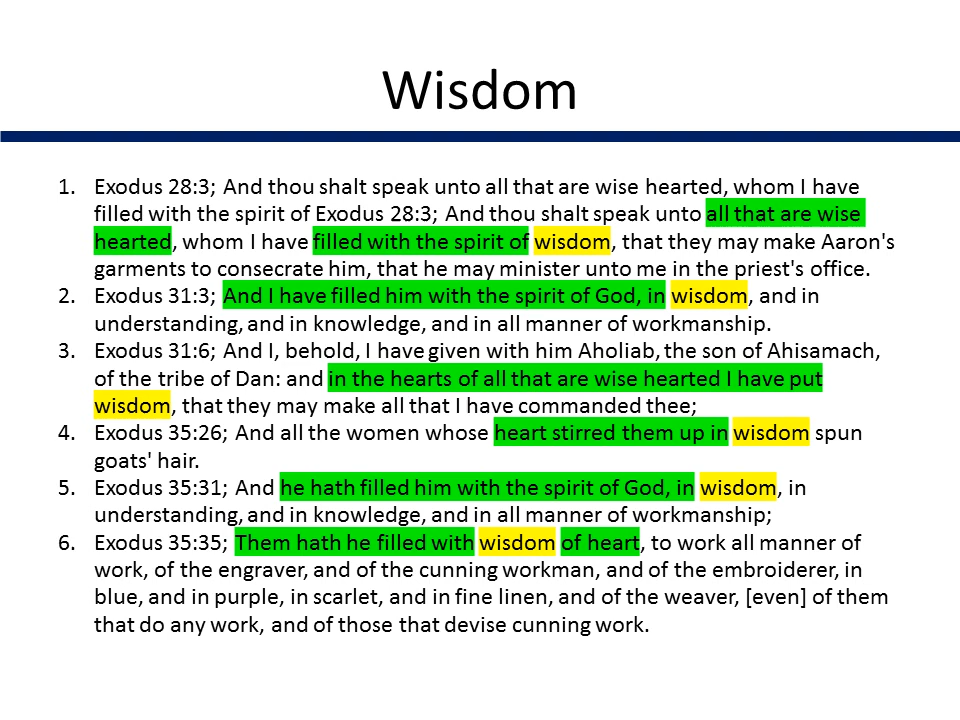 Wisdom
1. Exodus 28:3; And thou shalt speak unto all that are wise hearted, whom I have
filled with the spirit of Exodus 28:3; And thou shalt speak unto all that are wise
hearted, whom I have filled with the spirit of wisdom, that they may make Aaron's
garments to consecrate him, that he may minister unto me in the priest's office.
2. Exodus 31:3; And I have filled him with the spirit of God, in wisdom, and in
understanding, and in knowledge, and in all manner of workmanship.
3. Exodus 31:6; And I, behold, I have given with him Aholiab, the son of Ahisamach,
of the tribe of Dan: and in the hearts of all that are wise hearted I have put
wisdom, that they may make all that I have commanded thee;
4. Exodus 35:26; And all the women whose heart stirred them up in wisdom spun
goats' hair.
5. Exodus 35:31; And he hath filled him with the spirit of God, in wisdom, in
understanding, and in knowledge, and in all manner of workmanship;
6. Exodus 35:35; Them hath he filled with wisdom of heart, to work all manner of
work, of the engraver, and of the cunning workman, and of the embroiderer, in
blue, and in purple, in scarlet, and in fine linen, and of the weaver, [even] of them
that do any work, and of those that devise cunning work.